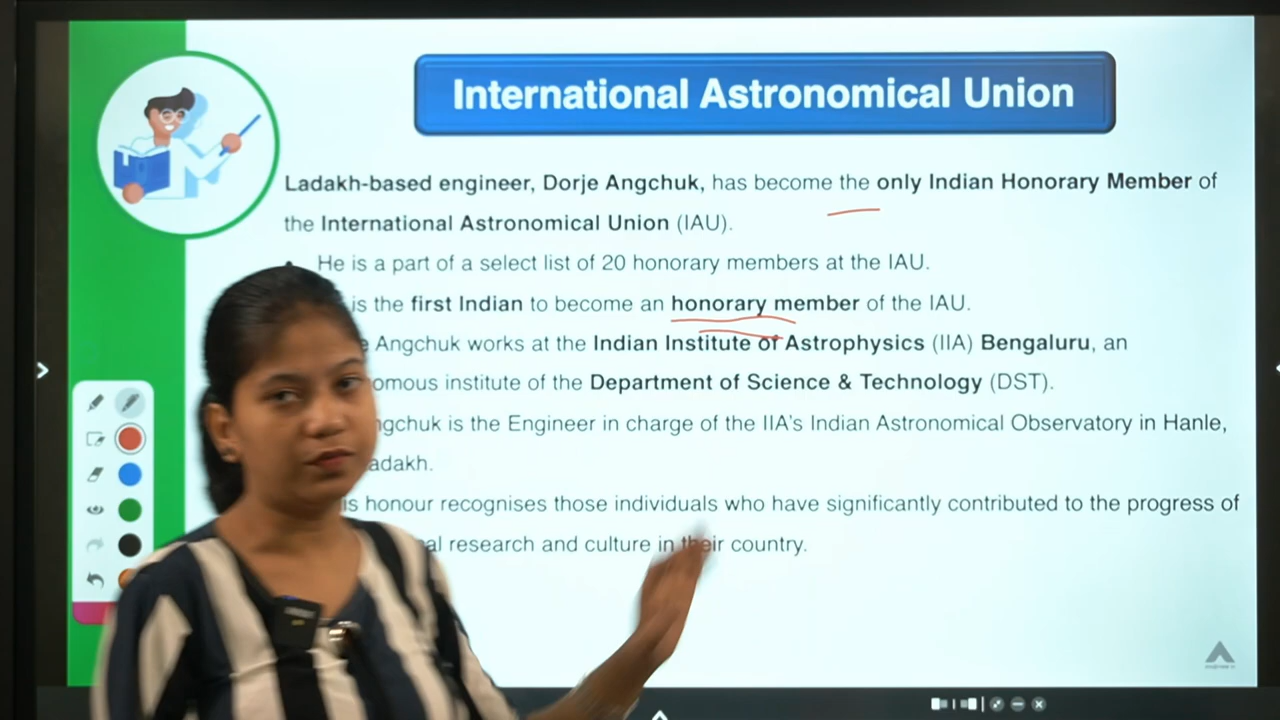 International Astronomical Union
Ladakh-based engineer, Dorje Angchuk, has become the only Indian Honorary Member of
the International Astronomical Union (IAU).
He is a part of a select list of 20 honorary members at the IAU.
is the first Indian to become an honorary member of the IAU.
Angchuk works at the Indian Institute of Astrophysics (IIA) Bengaluru, an
omous institute of the Department of Science & Technology (DST).
ngchuk is the Engineer in charge of the IIA's Indian Astronomical Observatory in Hanle,
adakh.
is honour recognises those individuals who have significantly contributed to the progress of
al research and culture in their country.